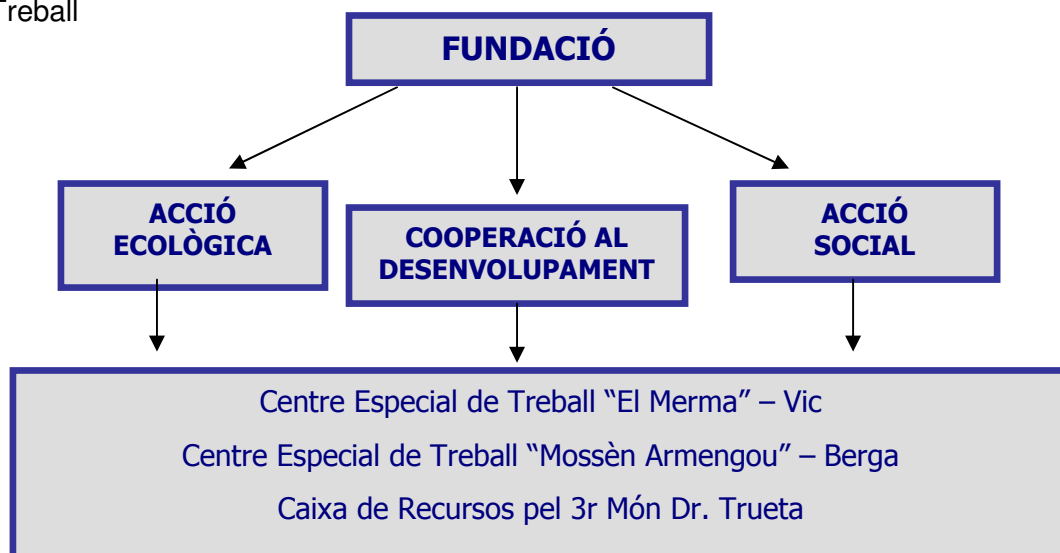 Treball
FUNDACIÓ
ACCIÓ
ECOLÒGICA
COOPERACIÓ AL
DESENVOLUPAMENT
ACCIÓ
SOCIAL
Centre Especial de Treball “El Merma” – Vic
Centre Especial de Treball “Mossèn Armengou” – Berga
Caixa de Recursos pel 3r Món Dr. Trueta